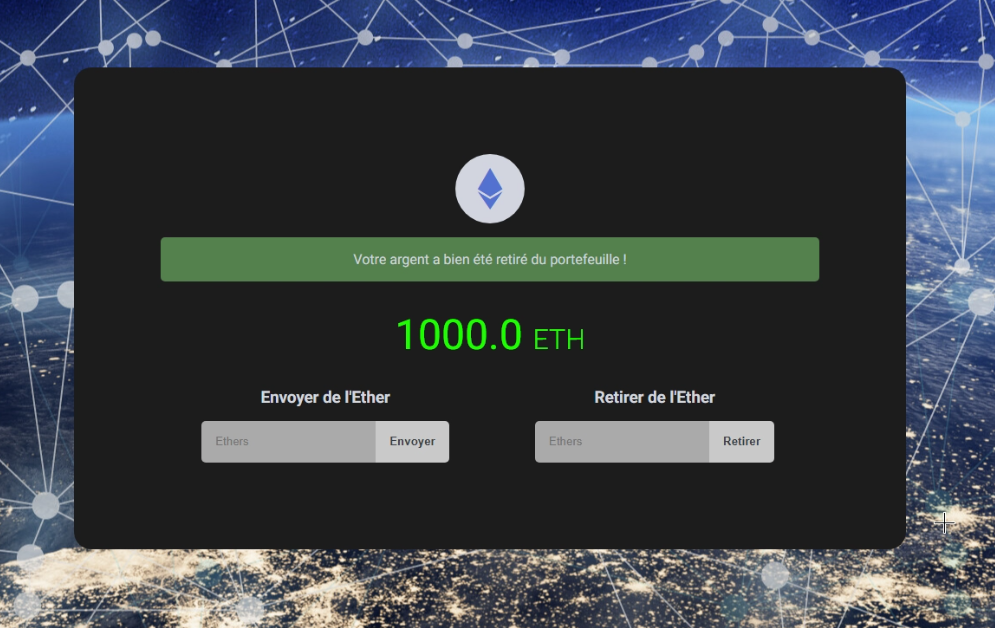 Votre argent a bien été retiré du portefeuille !
1000.0 ETH
Envoyer de l'Ether
Retirer de l'Ether
Ethers
Envoyer
Ethers
Retirer